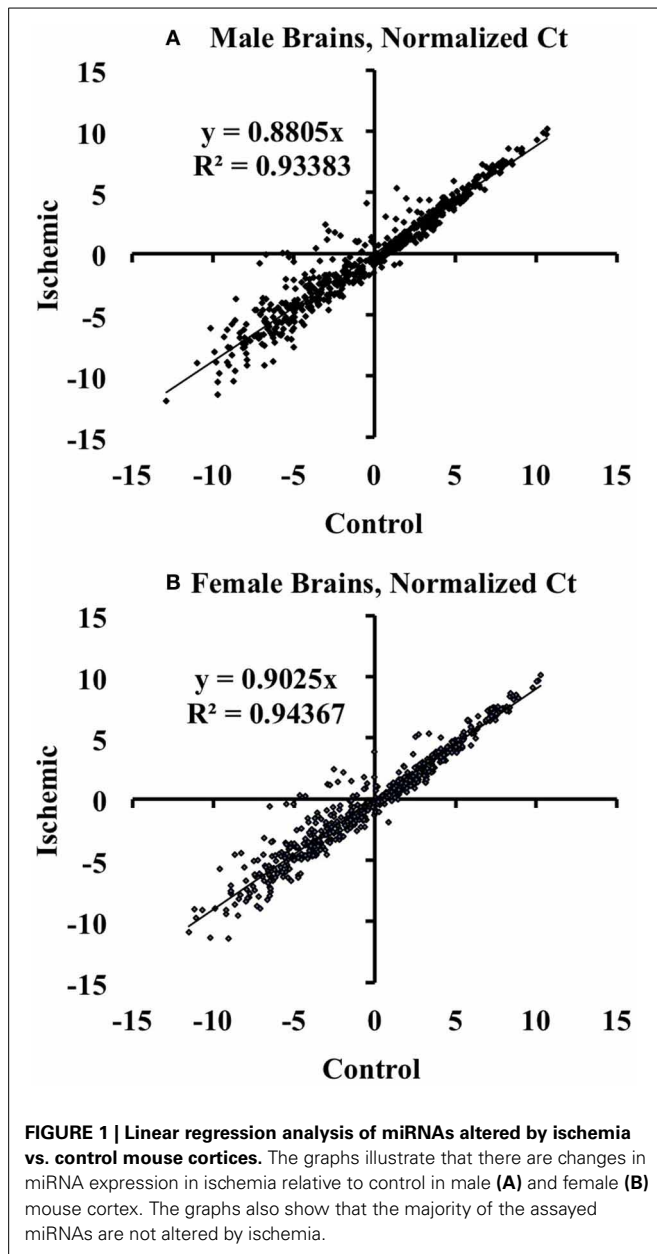 A Male Brains, Normalized Ct
15
10
5
0
-5
-10
-15
y = 0.8805x
R² = 0.93383
Ischemic
-15 -10 -5 0 5 10 15
Control
B Female Brains, Normalized Ct
15
10
5
0
-5
-10
-15
y = 0.9025x
R² = 0.94367
Ischemic
-15 -10 -5 0 5 10 15
Control
FIGURE 1 | Linear regression analysis of miRNAs altered by ischemia
vs. control mouse cortices. The graphs illustrate that there are changes in
miRNA expression in ischemia relative to control in male (A) and female (B)
mouse cortex. The graphs also show that the majority of the assayed
miRNAs are not altered by ischemia.